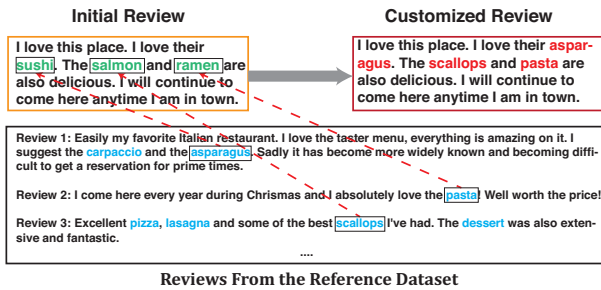 Initial Review
Customized Review
I love this place. I love their
sushi. The salmon and ramen are
also delicious. I will continue to
come here anytime I am in town.
I love this place. I love their aspar-
agus. The scallops and pasta are
also delicious. I will continue to
come here anytime I am in town.
Review 1: Easily my favorite Italian restaurant. I love the taster menu, everything is amazing on it. I
suggest the carpaccio and the asparagus. Sadly it has become more widely known and becoming diffi-
cult to get a reservation for prime times.
Review 2: I come here every year during Chrismas and I absolutely love the pasta! Well worth the price!
Review 3: Excellent pizza, lasagna and some of the best scallops I've had. The dessert was also exten-
sive and fantastic.
....
Reviews From the Reference Dataset